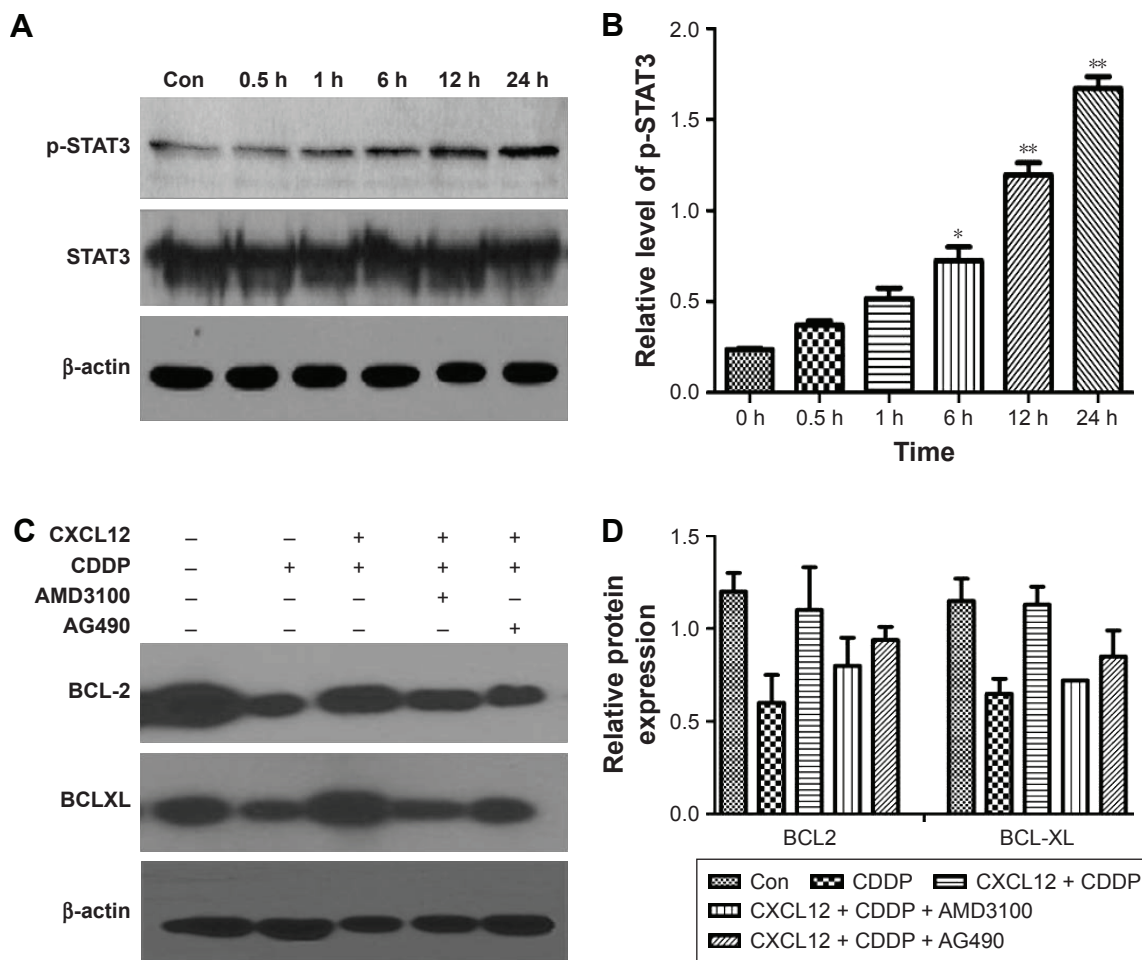 A
Con 0.5 h 1 h 6 h 12 h 24 h
p-STAT3
STAT3
β-actin
B
Relative level of p-STAT3
2.0
1.5
1.0
0.5
0.0
* ** **
0 h 0.5 h 1 h 6 h 12 h 24 h
Time
C
CXCL12 – – + + +
CDDP – + + + +
AMD3100 – – – + –
AG490 – – – – +
BCL-2
BCLXL
β-actin
D
Relative protein
expression
1.5
1.0
0.5
0.0
BCL2 BCL-XL
Con CDDP CXCL12 + CDDP
CXCL12 + CDDP + AMD3100
CXCL12 + CDDP + AG490